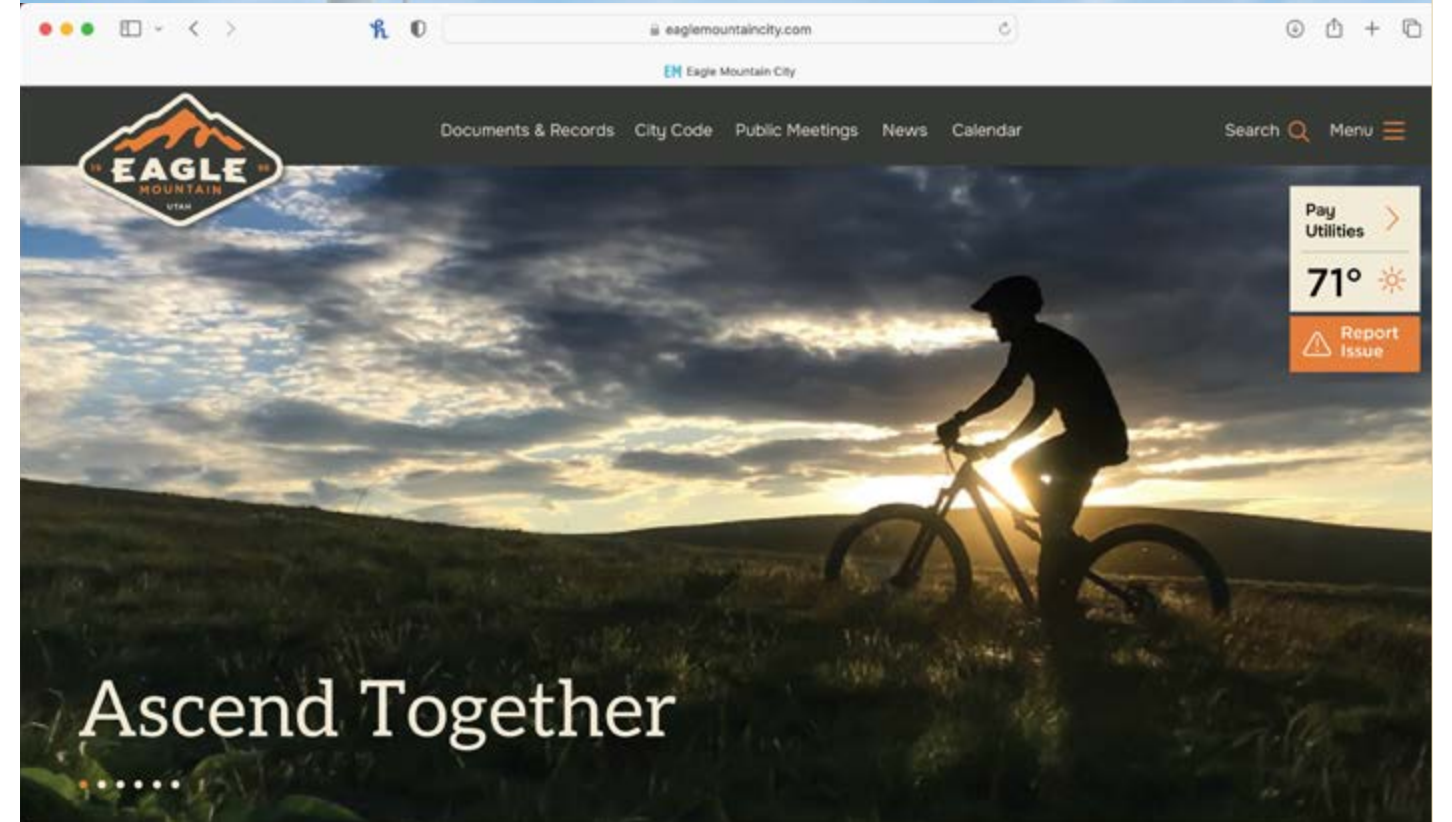 eaglemountaincity.com
EM Eagle Mountain City
EAGLE
MOUNTAIN
UTAH
Documents & Records City Code Public Meetings News Calendar
Search Menu
Pay
Utilities
71°
Report
Issue
Ascend Together